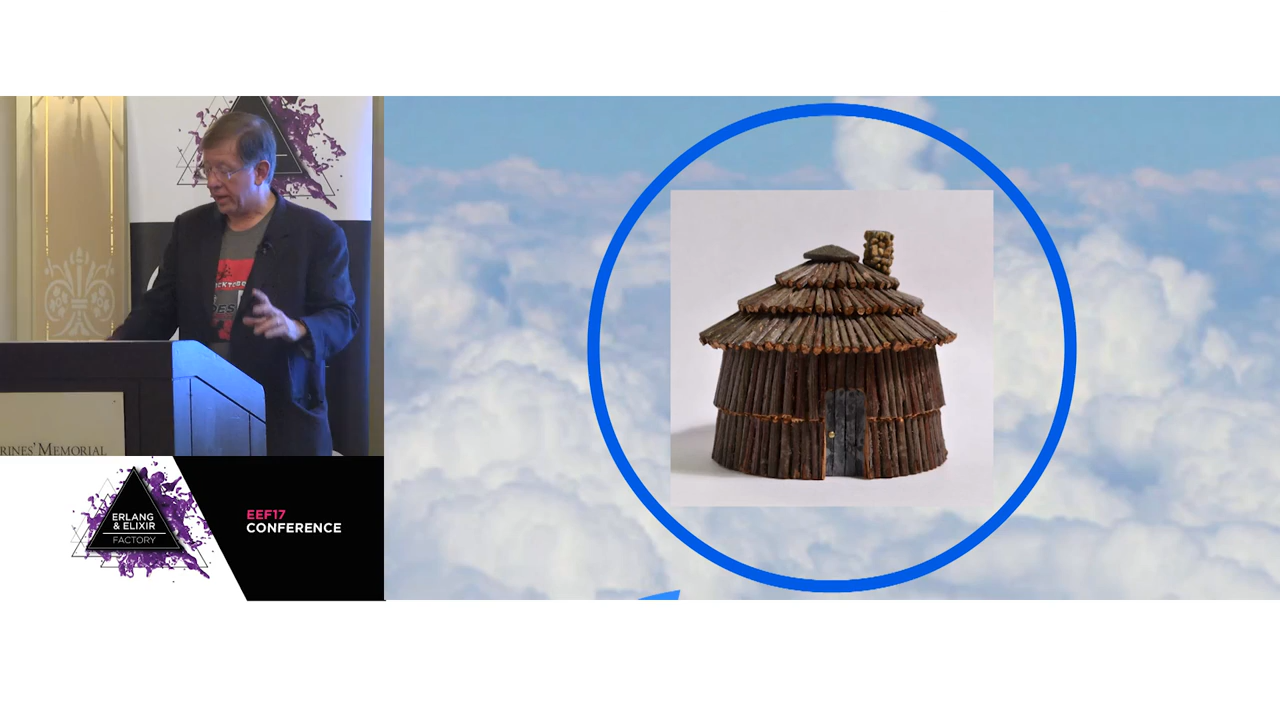 RINES' MEMORIAL
ERLANG
& ELIXIR
FACTORY
EEF17
CONFERENCE